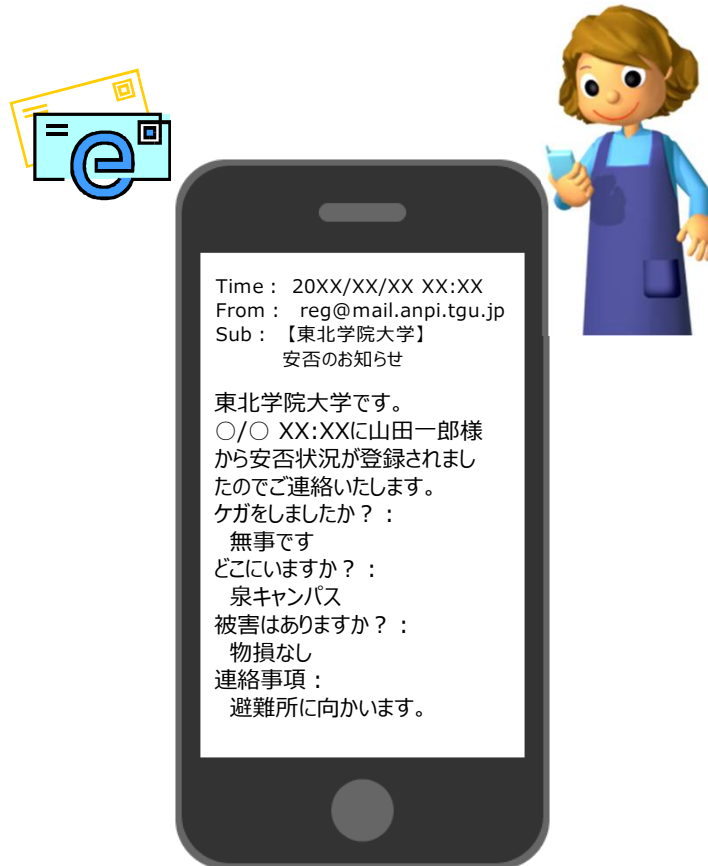 Time： 20XX/XX/XX XX:XX
From： reg@mail.anpi.tgu.jp
Sub： 【東北学院大学】
安否のお知らせ
東北学院大学です。
○/○ XX:XXに山田一郎様
から安否状況が登録されまし
たのでご連絡いたします。
ケガをしましたか？：
無事です
どこにいますか？：
泉キャンパス
被害はありますか？：
物損なし
連絡事項：
避難所に向かいます。